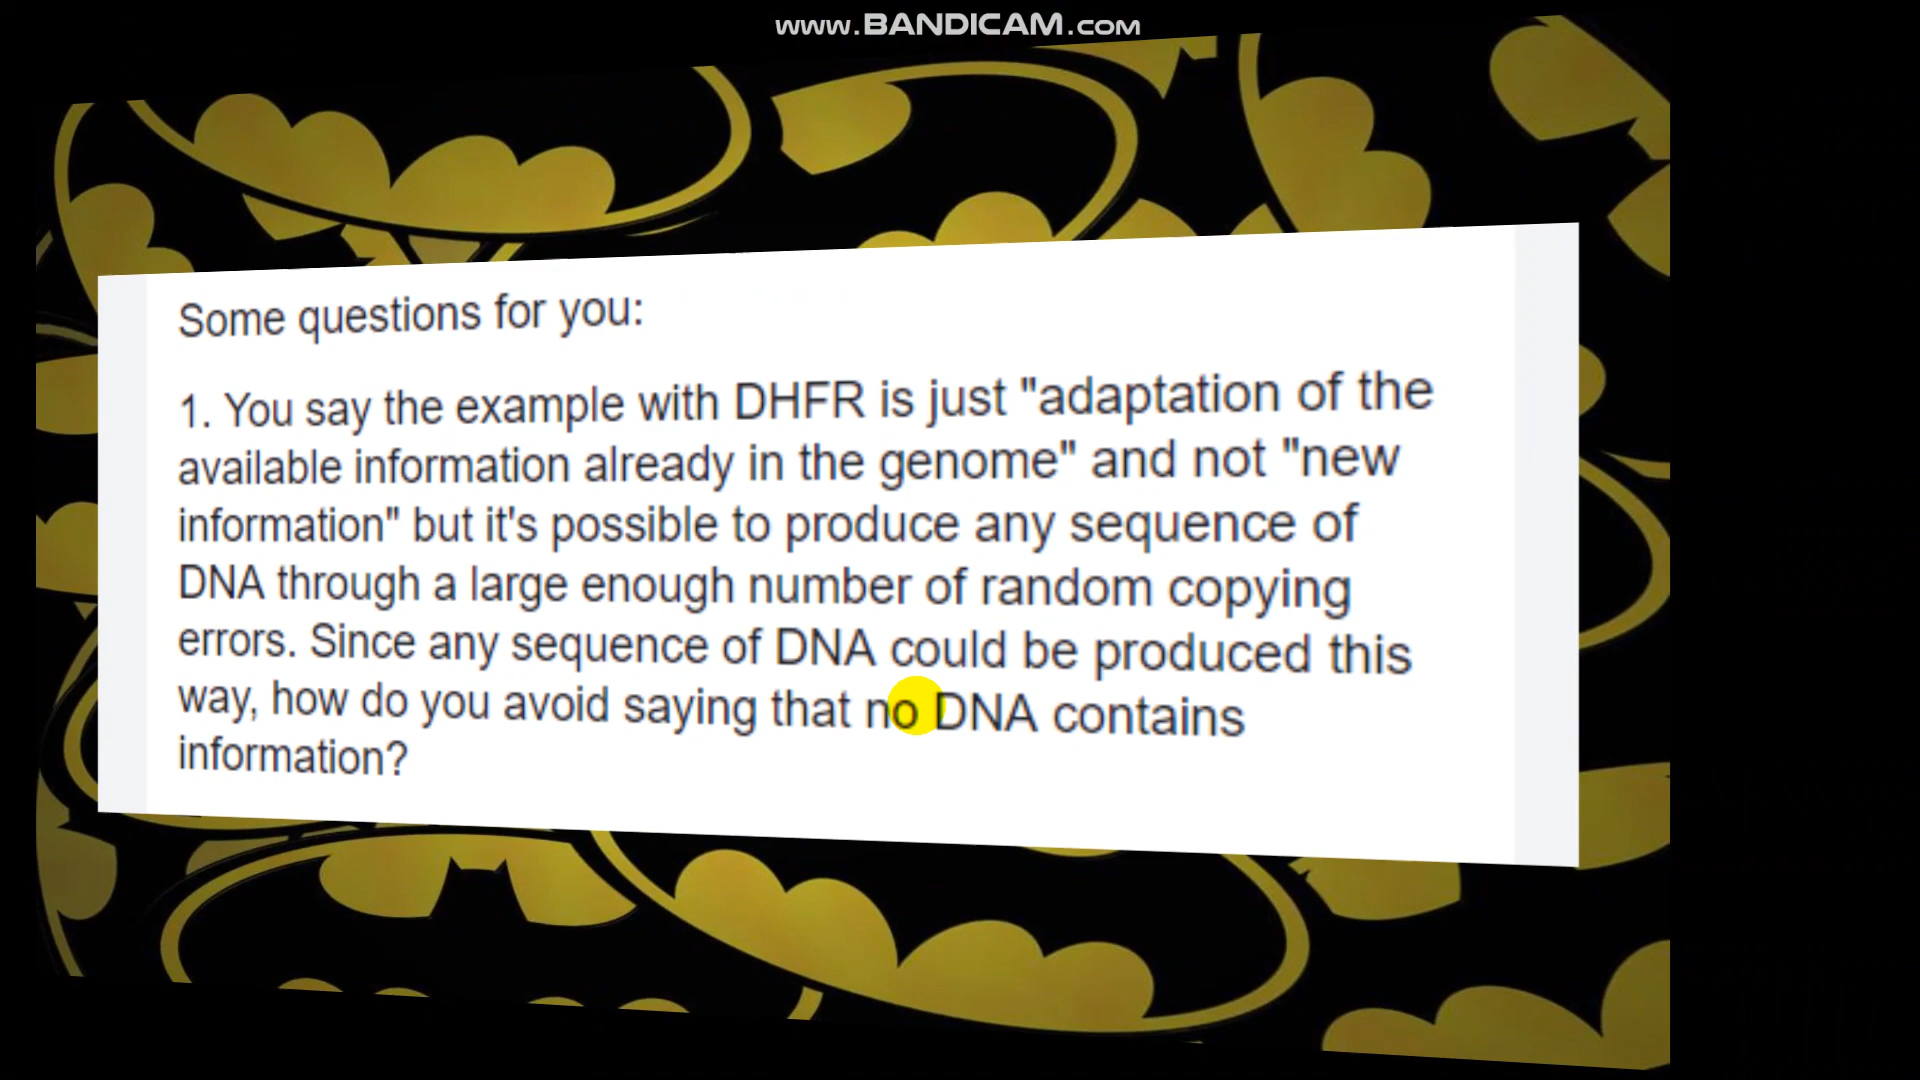 www.BANDICAM.com
Some questions for you:
1. You say the example with DHFR is just "adaptation of the
available information already in the genome" and not "new
information" but it's possible to produce any sequence of
DNA through a large enough number of random copying
errors. Since any sequence of DNA could be produced this
way, how do you avoid saying that no DNA contains
information?